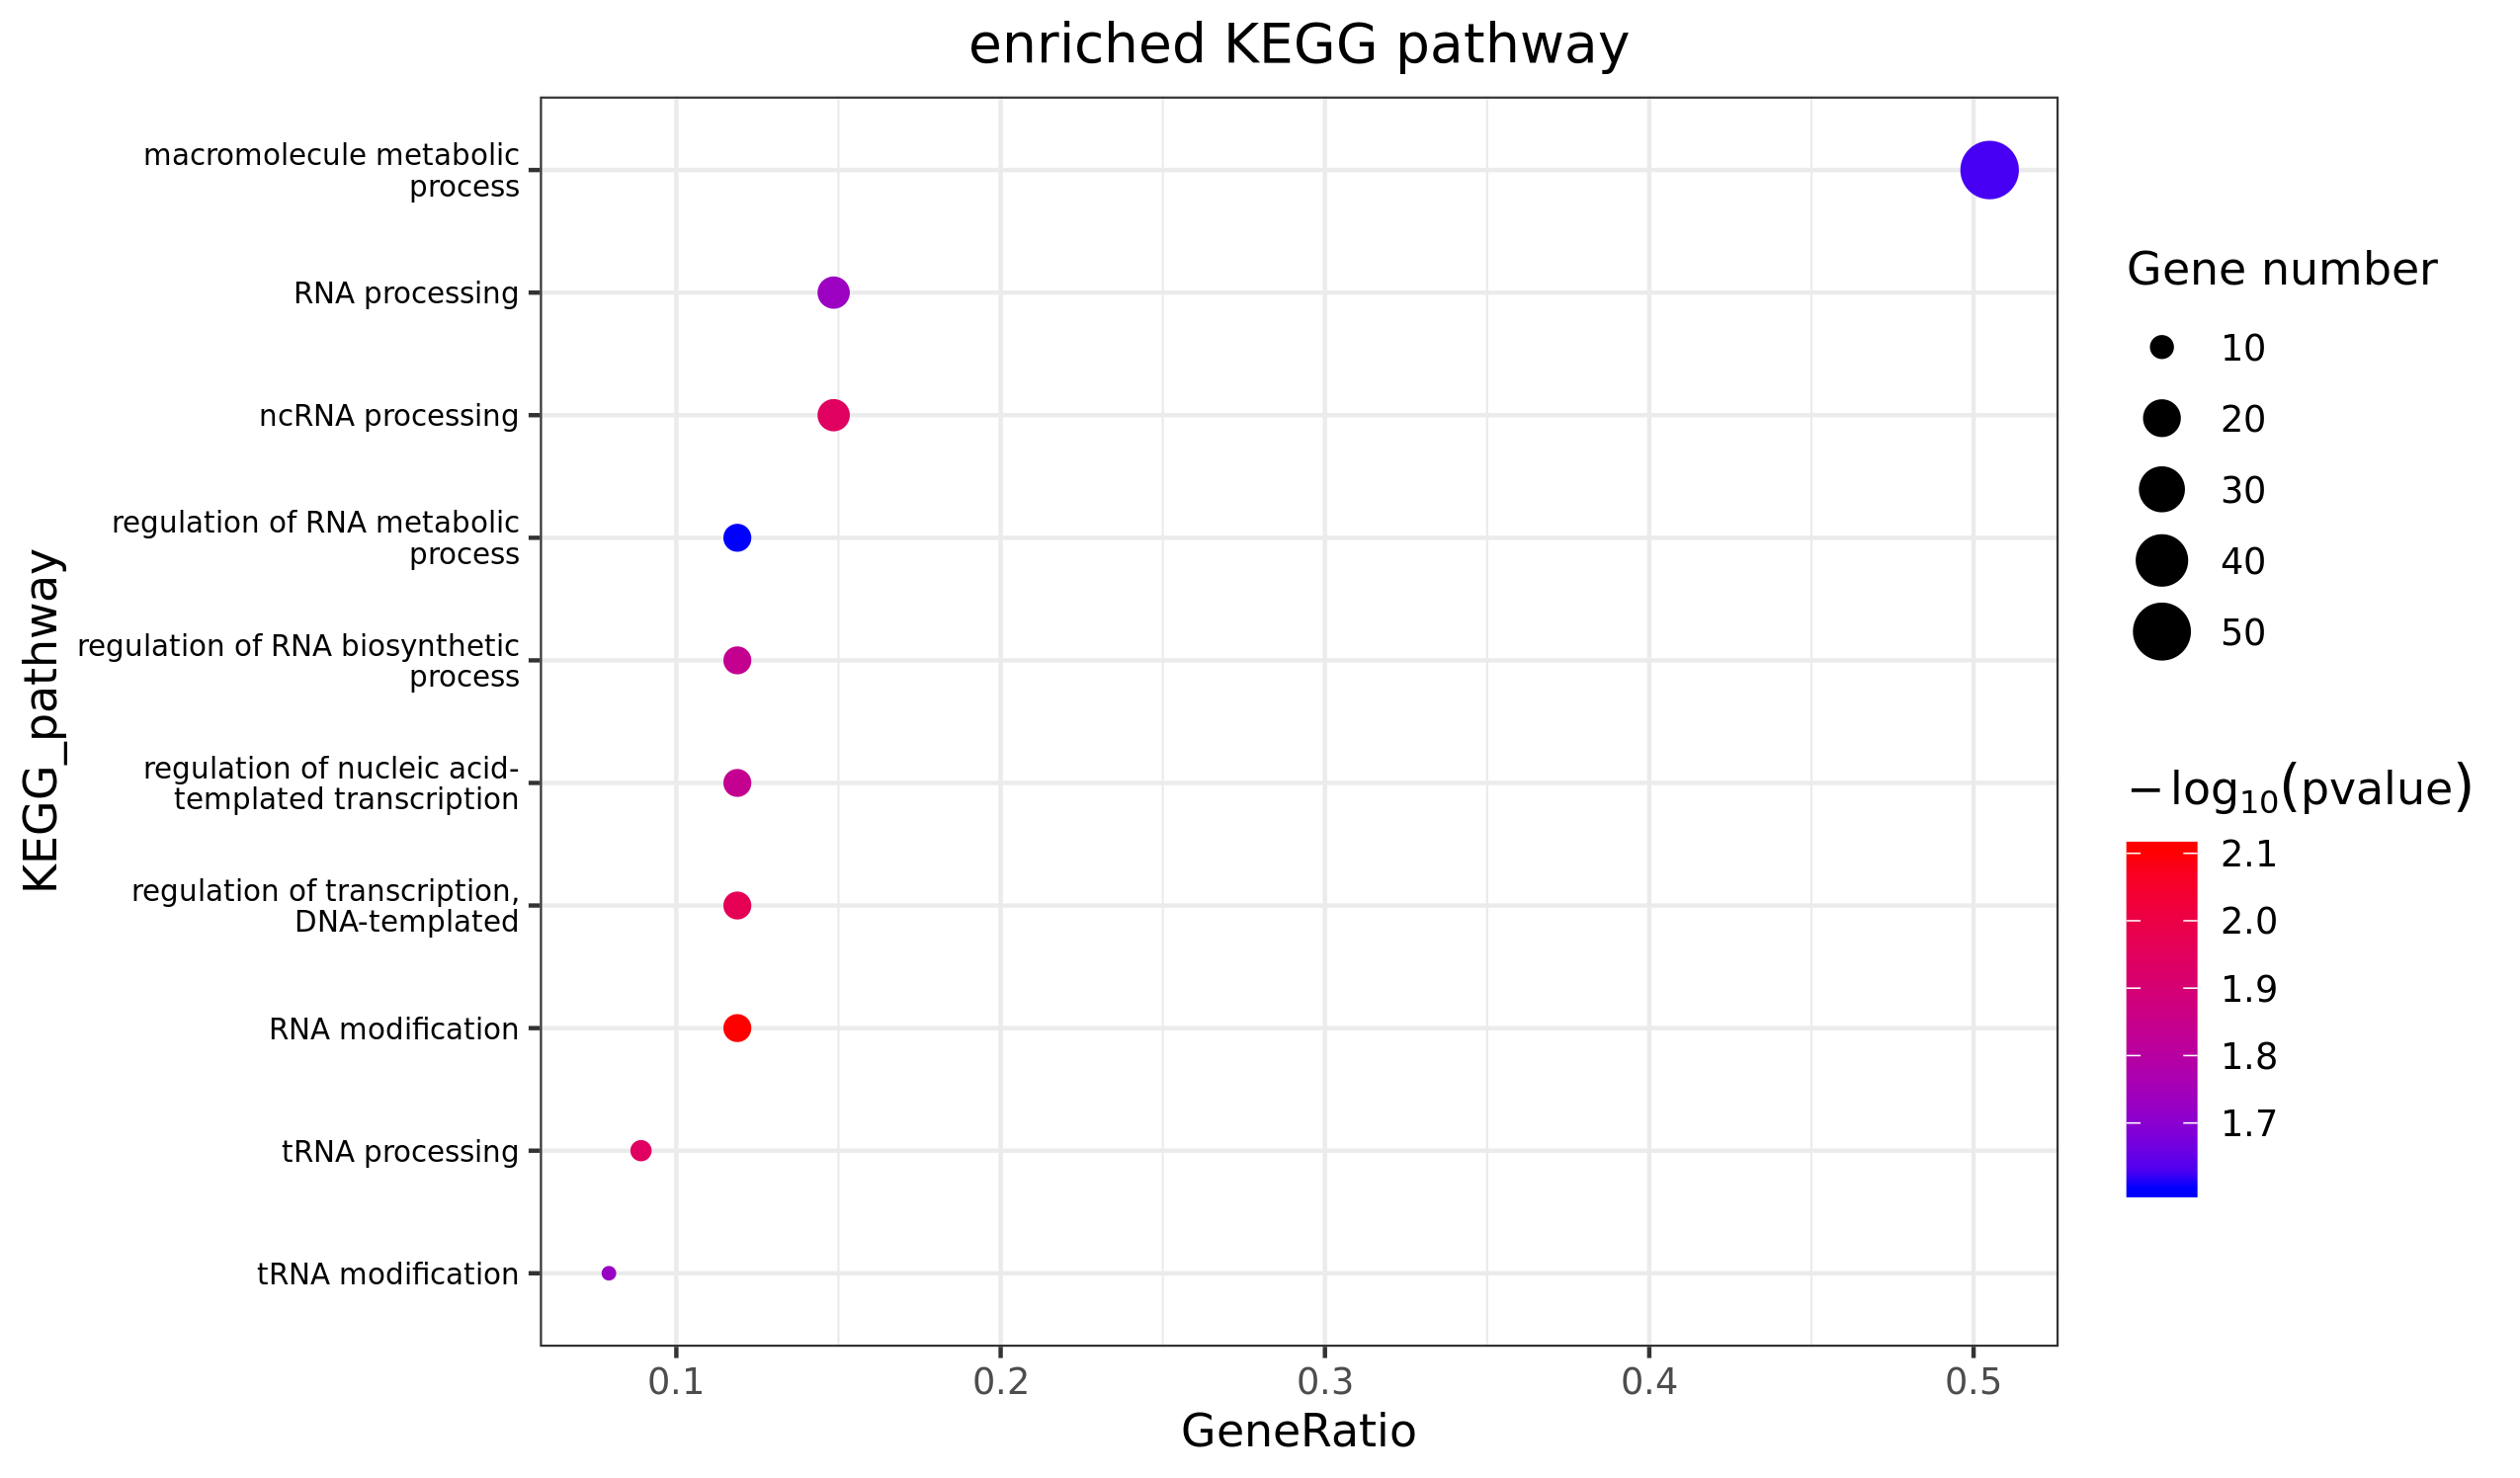 enriched KEGG pathway
macromolecule metabolic
process
RNA processing
ncRNA processing
regulation of RNA metabolic
process
regulation of RNA biosynthetic
process
regulation of nucleic acid-
templated transcription
regulation of transcription,
DNA-templated
RNA modification
tRNA processing
tRNA modification
KEGG_pathway
0.1
0.2
0.3
0.4
0.5
GeneRatio
Gene number
10
20
30
40
50
−log₁₀(pvalue)
2.1
2.0
1.9
1.8
1.7